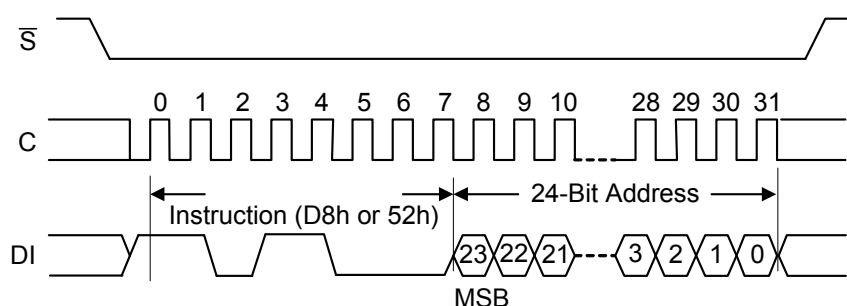 S̅
0 1 2 3 4 5 6 7 8 9 10 28 29 30 31
C
24-Bit Address
Instruction (D8h or 52h)
DI 23 22 21 3 2 1 0
MSB